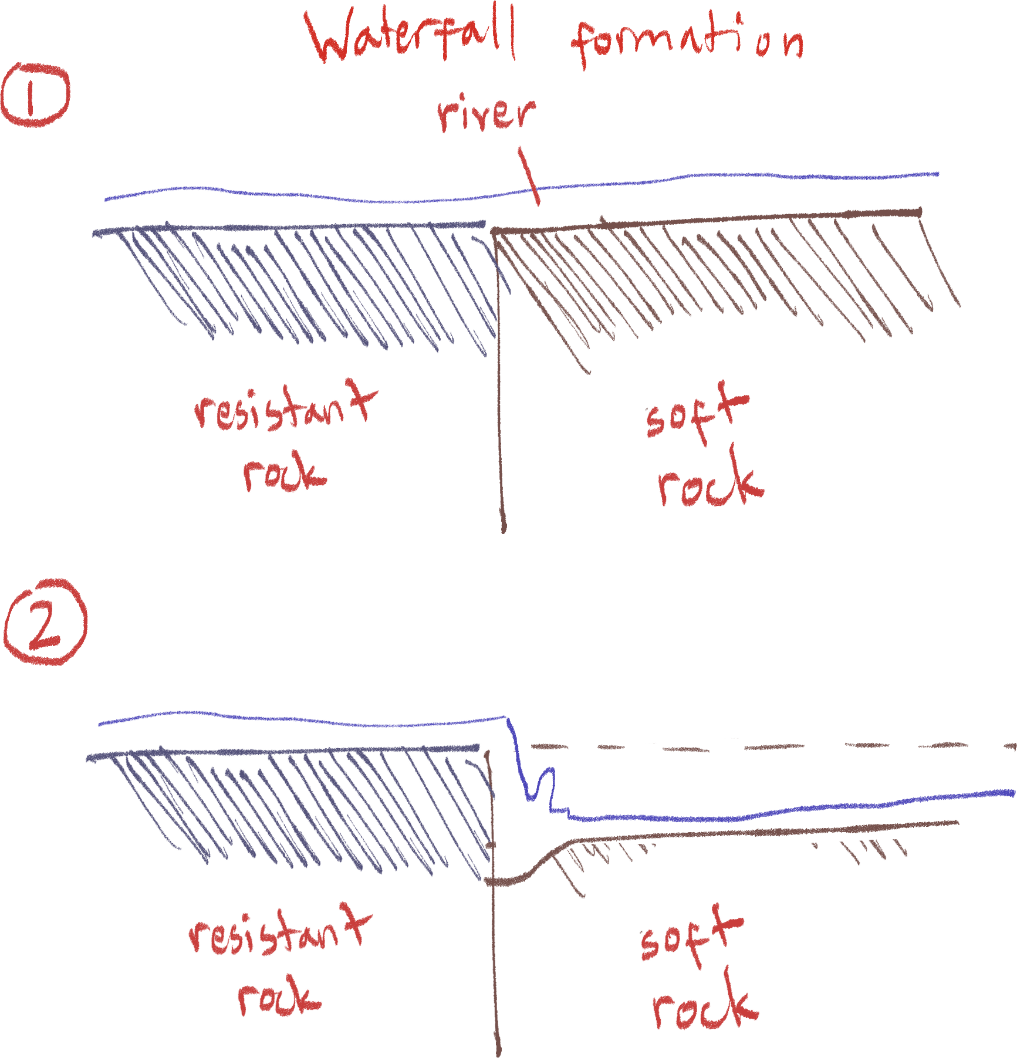 Waterfall formation
1
river
resistant
rock
soft
rock
2
resistant
rock
soft
rock